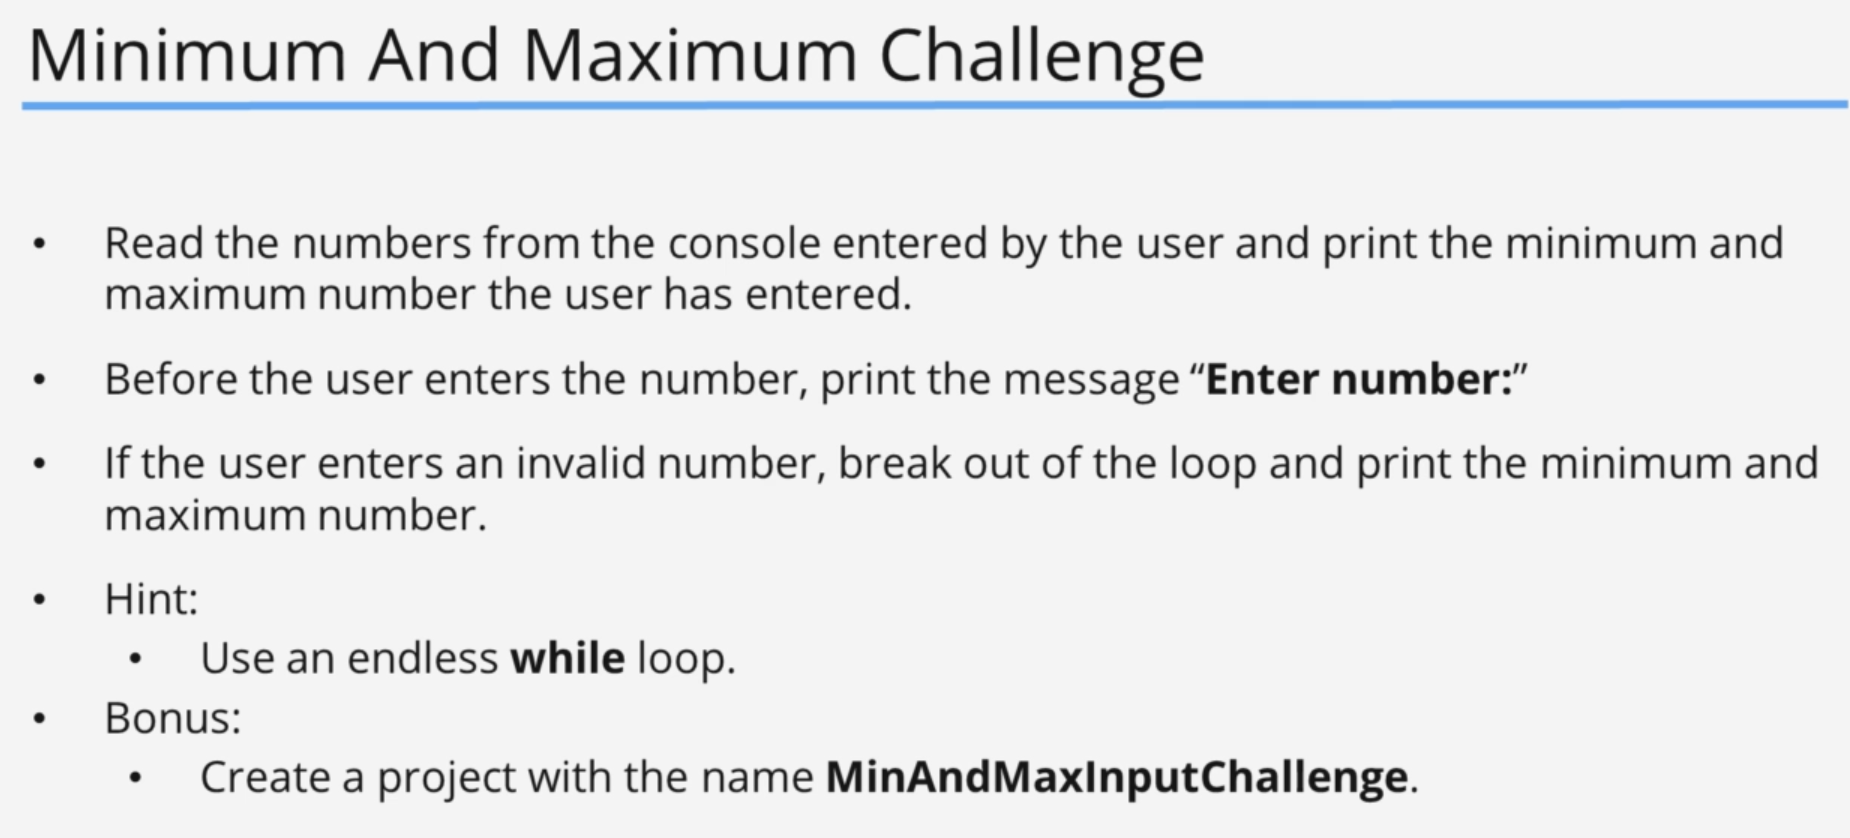 Minimum And Maximum Challenge
• Read the numbers from the console entered by the user and print the minimum and
maximum number the user has entered.
• Before the user enters the number, print the message “Enter number:”
• If the user enters an invalid number, break out of the loop and print the minimum and
maximum number.
• Hint:
• Use an endless while loop.
• Bonus:
• Create a project with the name MinAndMaxInputChallenge.